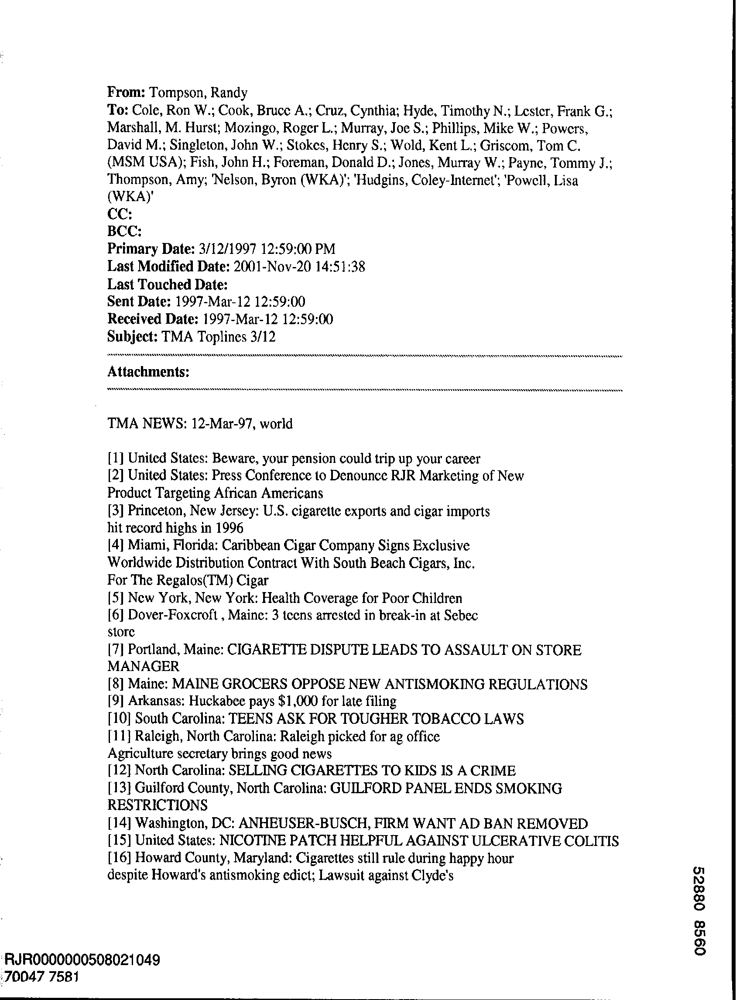 From: Tompson, Randy
To: Cole, Ron W.; Cook, Bruce A.; Cruz, Cynthia; Hyde, Timothy N.; Lester, Frank G.;
Marshall, M. Hurst; Mozingo, Roger L.; Murray, Joe S.; Phillips, Mike W.; Powers,
David M.; Singleton, John W.; Stokes, Henry S.; Wold, Kent L.; Griscom, Tom C.
(MSM USA); Fish, John H.; Foreman, Donald D.; Jones, Murray W.; Payne, Tommy J.;
Thompson, Amy; 'Nelson, Byron (WKA)'; 'Hudgins, Coley-Internet'; 'Powell, Lisa
(WKA)'
CC:
BCC:
Primary Date: 3/12/1997 12:59:00 PM
Last Modified Date: 2001-Nov-20 14:51:38
Last Touched Date:
Sent Date: 1997-Mar-12 12:59:00
Received Date: 1997-Mar-12 12:59:00
Subject: TMA Toplines 3/12
Attachments:
TMA NEWS: 12-Mar-97, world
[1] United States: Beware, your pension could trip up your career
[2] United States: Press Conference to Denounce RJR Marketing of New
Product Targeting African Americans
[3] Princeton, New Jersey: U.S. cigarette exports and cigar imports
hit record highs in 1996
[4] Miami, Florida: Caribbean Cigar Company Signs Exclusive
Worldwide Distribution Contract With South Beach Cigars, Inc.
For The Regalos(TM) Cigar
[5] New York, New York: Health Coverage for Poor Children
[6] Dover-Foxcroft , Maine: 3 teens arrested in break-in at Sebec
store
[7] Portland, Maine: CIGARETTE DISPUTE LEADS TO ASSAULT ON STORE
MANAGER
[8] Maine: MAINE GROCERS OPPOSE NEW ANTISMOKING REGULATIONS
[9] Arkansas: Huckabee pays $1,000 for late filing
[10] South Carolina: TEENS ASK FOR TOUGHER TOBACCO LAWS
[11] Raleigh, North Carolina: Raleigh picked for ag office
Agriculture secretary brings good news
[12] North Carolina: SELLING CIGARETTES TO KIDS IS A CRIME
[13] Guilford County, North Carolina: GUILFORD PANEL ENDS SMOKING
RESTRICTIONS
[14] Washington, DC: ANHEUSER-BUSCH, FIRM WANT AD BAN REMOVED
[15] United States: NICOTINE PATCH HELPFUL AGAINST ULCERATIVE COLITIS
[16] Howard County, Maryland: Cigarettes still rule during happy hour
despite Howard's antismoking edict; Lawsuit against Clyde's
52880 8560
RJR0000000508021049
70047 7581